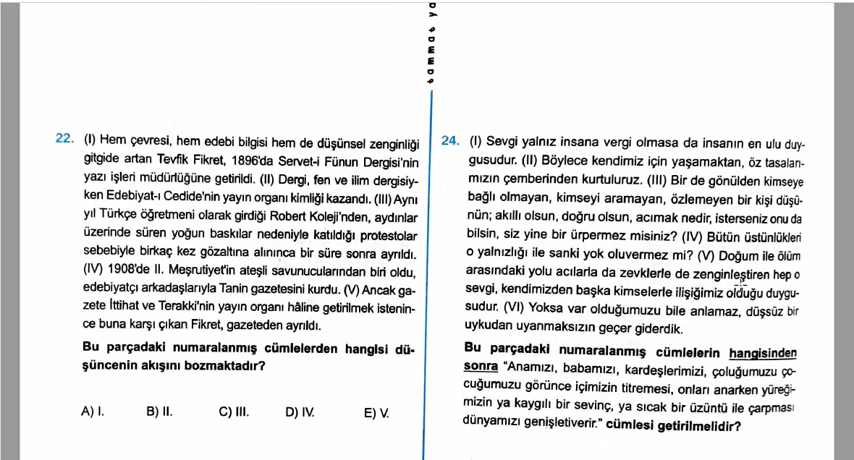 sammas ya
22. (I) Hem çevresi, hem edebi bilgisi hem de düşünsel zenginliği
gitgide artan Tevfik Fikret, 1896'da Servet-i Fünun Dergisi'nin
yazı işleri müdürlüğüne getirildi. (II) Dergi, fen ve ilim dergisiy-
ken Edebiyat-ı Cedide'nin yayın organı kimliği kazandı. (III) Aynı
yıl Türkçe öğretmeni olarak girdiği Robert Koleji'nden, aydınlar
üzerinde süren yoğun baskılar nedeniyle katıldığı protestolar
sebebiyle birkaç kez gözaltına alınınca bir süre sonra ayrıldı.
(IV) 1908'de II. Meşrutiyet'in ateşli savunucularından biri oldu,
edebiyatçı arkadaşlarıyla Tanin gazetesini kurdu. (V) Ancak ga-
zete İttihat ve Terakki'nin yayın organı hâline getirilmek istenin-
ce buna karşı çıkan Fikret, gazeteden ayrıldı.
Bu parçadaki numaralanmış cümlelerden hangisi dü-
şüncenin akışını bozmaktadır?
A) I. B) II. C) III. D) IV. E) V.
24. (I) Sevgi yalnız insana vergi olmasa da insanın en ulu duy-
gusudur. (II) Böylece kendimiz için yaşamaktan, öz tasalan-
mızın çemberinden kurtuluruz. (III) Bir de gönülden kimseye
bağlı olmayan, kimseyi aramayan, özlemeyen bir kişi düşü-
nün; akıllı olsun, doğru olsun, acımak nedir, isterseniz onu da
bilsin, siz yine bir ürpermez misiniz? (IV) Bütün üstünlükleri
o yalnızlığı ile sanki yok oluvermez mi? (V) Doğum ile ölüm
arasındaki yolu acılarla da zevklerle de zenginleştiren hep o
sevgi, kendimizden başka kimselerle ilişiğimiz olduğu duygu-
sudur. (VI) Yoksa var olduğumuzu bile anlamaz, düşsüz bir
uykudan uyanmaksızın geçer giderdik.
Bu parçadaki numaralanmış cümlelerin hangisinden
sonra "Anamızı, babamızı, kardeşlerimizi, çoluğumuzu ço-
cuğumuzu görünce içimizin titremesi, onları anarken yüreği-
mizin ya kaygılı bir sevinç, ya sıcak bir üzüntü ile çarpması
dünyamızı genişletiverir." cümlesi getirilmelidir?